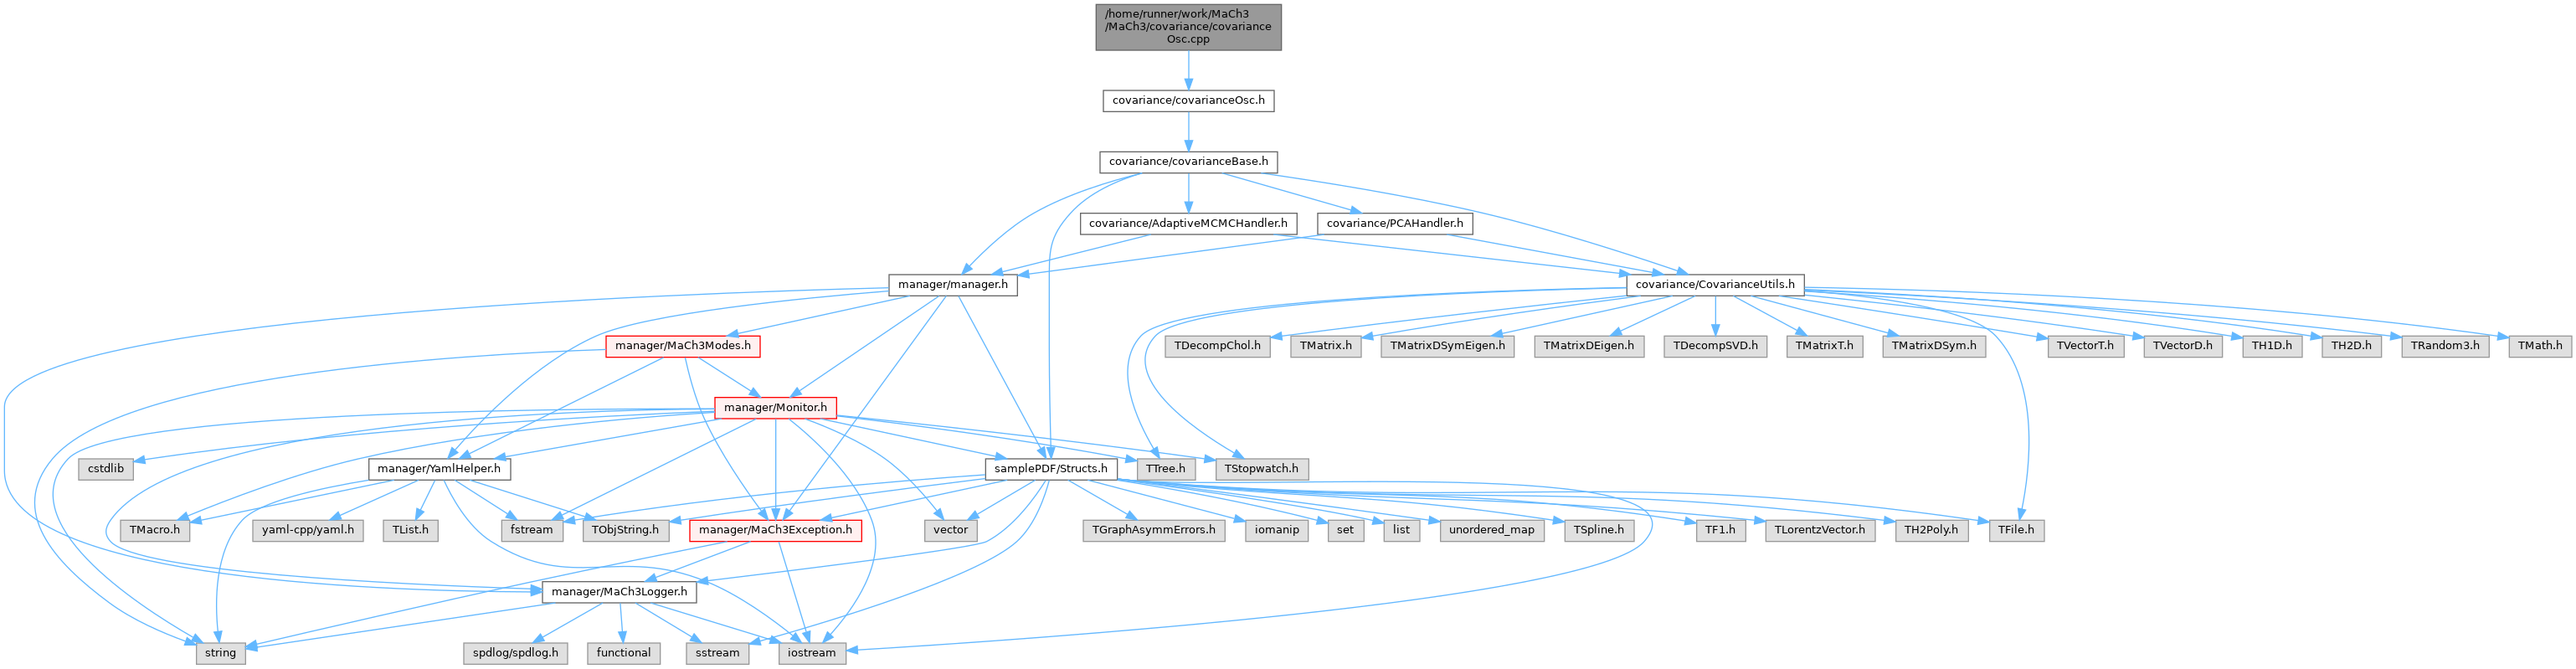 /home/runner/work/MaCh3
/MaCh3/covariance/covariance
Osc.cpp
covariance/covarianceOsc.h
covariance/covarianceBase.h
covariance/AdaptiveMCMCHandler.h
covariance/PCAHandler.h
manager/manager.h
covariance/CovarianceUtils.h
manager/MaCh3Modes.h
TDecompChol.h
TMatrix.h
TMatrixDSymEigen.h
TMatrixDEigen.h
TDecompSVD.h
TMatrixT.h
TMatrixDSym.h
TVectorT.h
TVectorD.h
TH1D.h
TH2D.h
TRandom3.h
TMath.h
manager/Monitor.h
cstdlib
manager/YamlHelper.h
samplePDF/Structs.h
TTree.h
TStopwatch.h
TMacro.h
yaml-cpp/yaml.h
TList.h
fstream
TObjString.h
manager/MaCh3Exception.h
vector
TGraphAsymmErrors.h
iomanip
set
list
unordered_map
TSpline.h
TF1.h
TLorentzVector.h
TH2Poly.h
TFile.h
manager/MaCh3Logger.h
string
spdlog/spdlog.h
functional
sstream
iostream